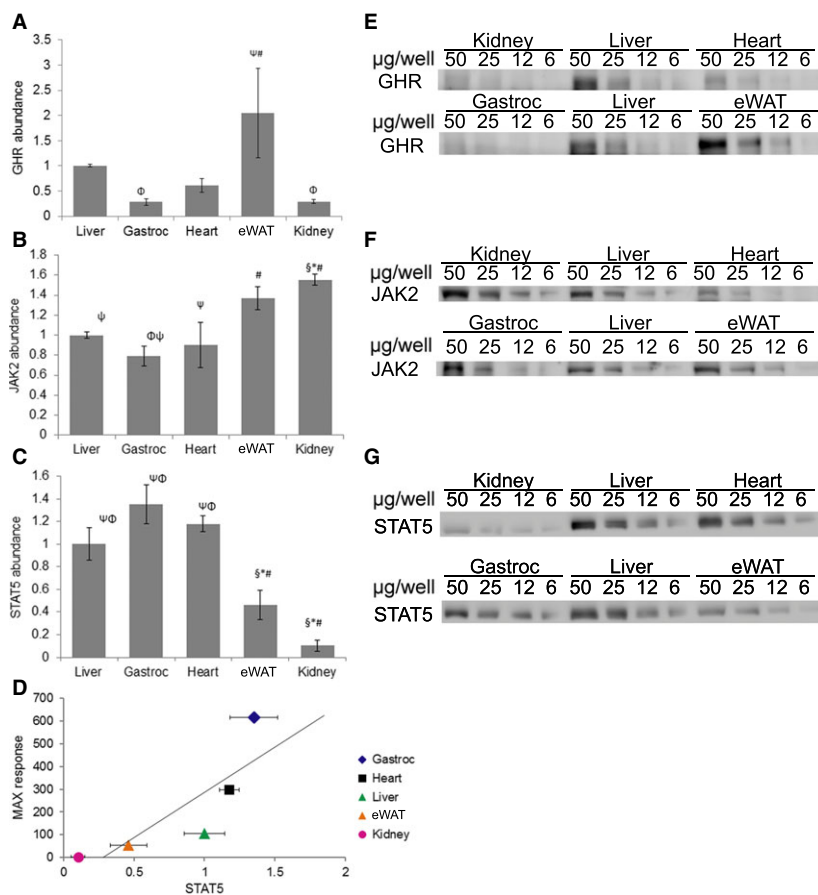 A
GHR abundance
3.5
3
2.5
2
1.5
1
0.5
0
Φ
Ψ#
Φ
Liver Gastroc Heart eWAT Kidney
B
JAK2 abundance
1.8
1.6
1.4
1.2
1
0.8
0.6
0.4
0.2
0
ψ
Φψ
Ψ
#
§*#
Liver Gastroc Heart eWAT Kidney
C
STAT5 abundance
1.6
1.4
1.2
1
0.8
0.6
0.4
0.2
0
ΨΦ
ΨΦ
ΨΦ
§*#
§*#
Liver Gastroc Heart eWAT Kidney
D
MAX response
700
600
500
400
300
200
100
0
0 0.5 1 1.5 2
STAT5
Gastroc
Heart
Liver
eWAT
Kidney
E
Kidney Liver Heart
µg/well 50 25 12 6 50 25 12 6 50 25 12 6
GHR
Gastroc Liver eWAT
µg/well 50 25 12 6 50 25 12 6 50 25 12 6
GHR
F
Kidney Liver Heart
µg/well 50 25 12 6 50 25 12 6 50 25 12 6
JAK2
Gastroc Liver eWAT
µg/well 50 25 12 6 50 25 12 6 50 25 12 6
JAK2
G
Kidney Liver Heart
µg/well 50 25 12 6 50 25 12 6 50 25 12 6
STAT5
Gastroc Liver eWAT
µg/well 50 25 12 6 50 25 12 6 50 25 12 6
STAT5